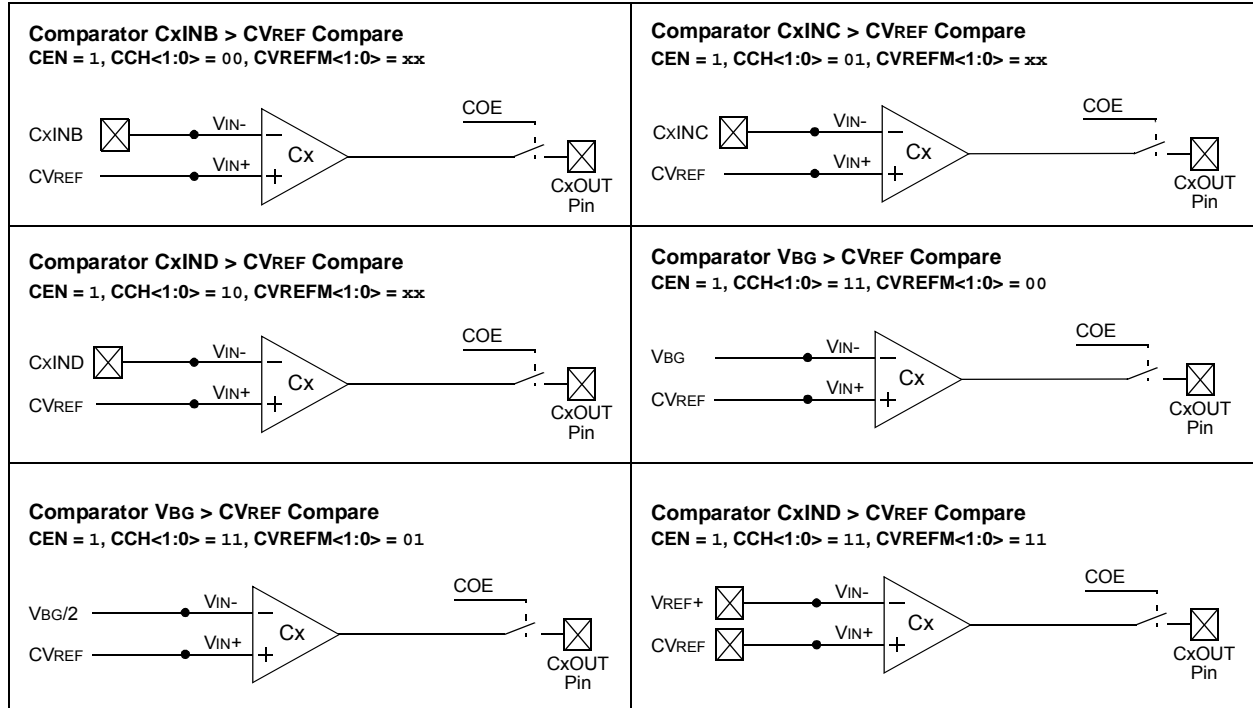 Comparator CxINB > CVREF Compare
CEN = 1, CCH<1:0> = 00, CVREFM<1:0> = xx
COE
CxINB
VIN-
–
Cx
CVREF
VIN+
+
CxOUT
Pin
Comparator CxINC > CVREF Compare
CEN = 1, CCH<1:0> = 01, CVREFM<1:0> = xx
COE
CxINC
VIN-
–
Cx
CVREF
VIN+
+
CxOUT
Pin
Comparator CxIND > CVREF Compare
CEN = 1, CCH<1:0> = 10, CVREFM<1:0> = xx
COE
CxIND
VIN-
–
Cx
CVREF
VIN+
+
CxOUT
Pin
Comparator VBG > CVREF Compare
CEN = 1, CCH<1:0> = 11, CVREFM<1:0> = 00
COE
VBG
VIN-
–
Cx
CVREF
VIN+
+
CxOUT
Pin
Comparator VBG > CVREF Compare
CEN = 1, CCH<1:0> = 11, CVREFM<1:0> = 01
COE
VBG/2
VIN-
–
Cx
CVREF
VIN+
+
CxOUT
Pin
Comparator CxIND > CVREF Compare
CEN = 1, CCH<1:0> = 11, CVREFM<1:0> = 11
COE
VREF+
VIN-
–
Cx
CVREF
VIN+
+
CxOUT
Pin